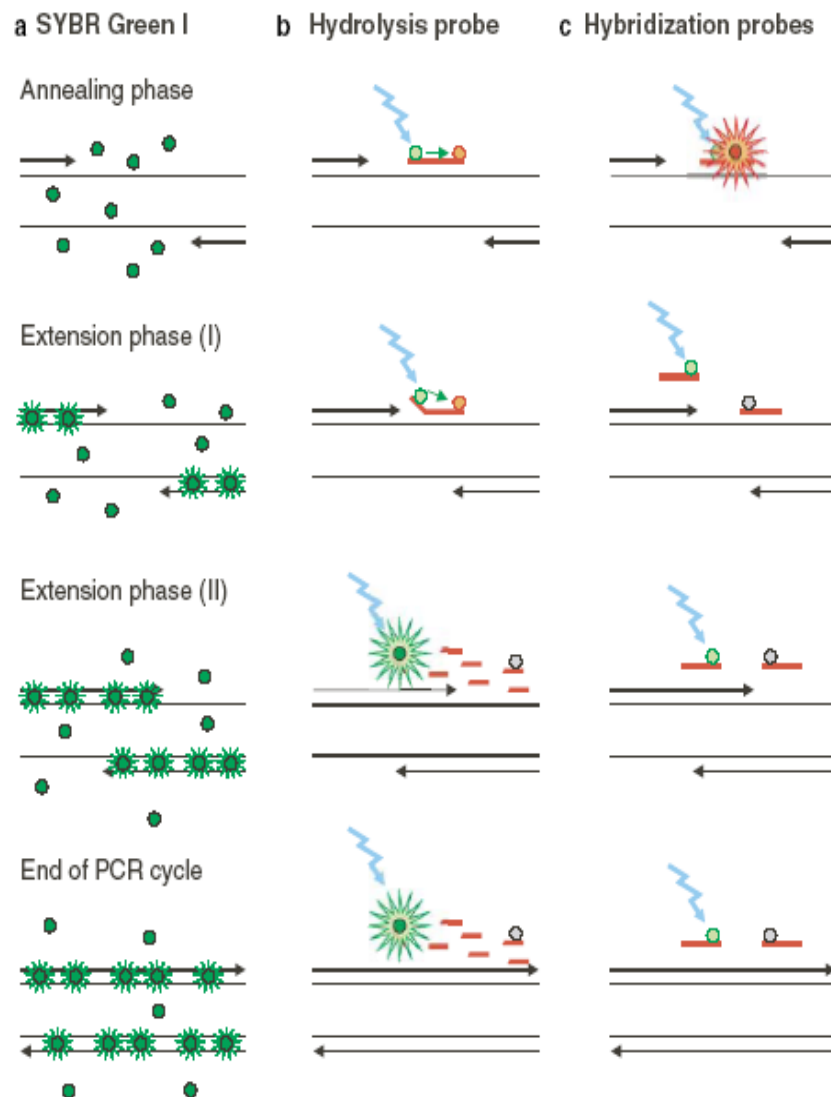 a SYBR Green I b Hydrolysis probe c Hybridization probes
Annealing phase
Extension phase (I)
Extension phase (II)
End of PCR cycle